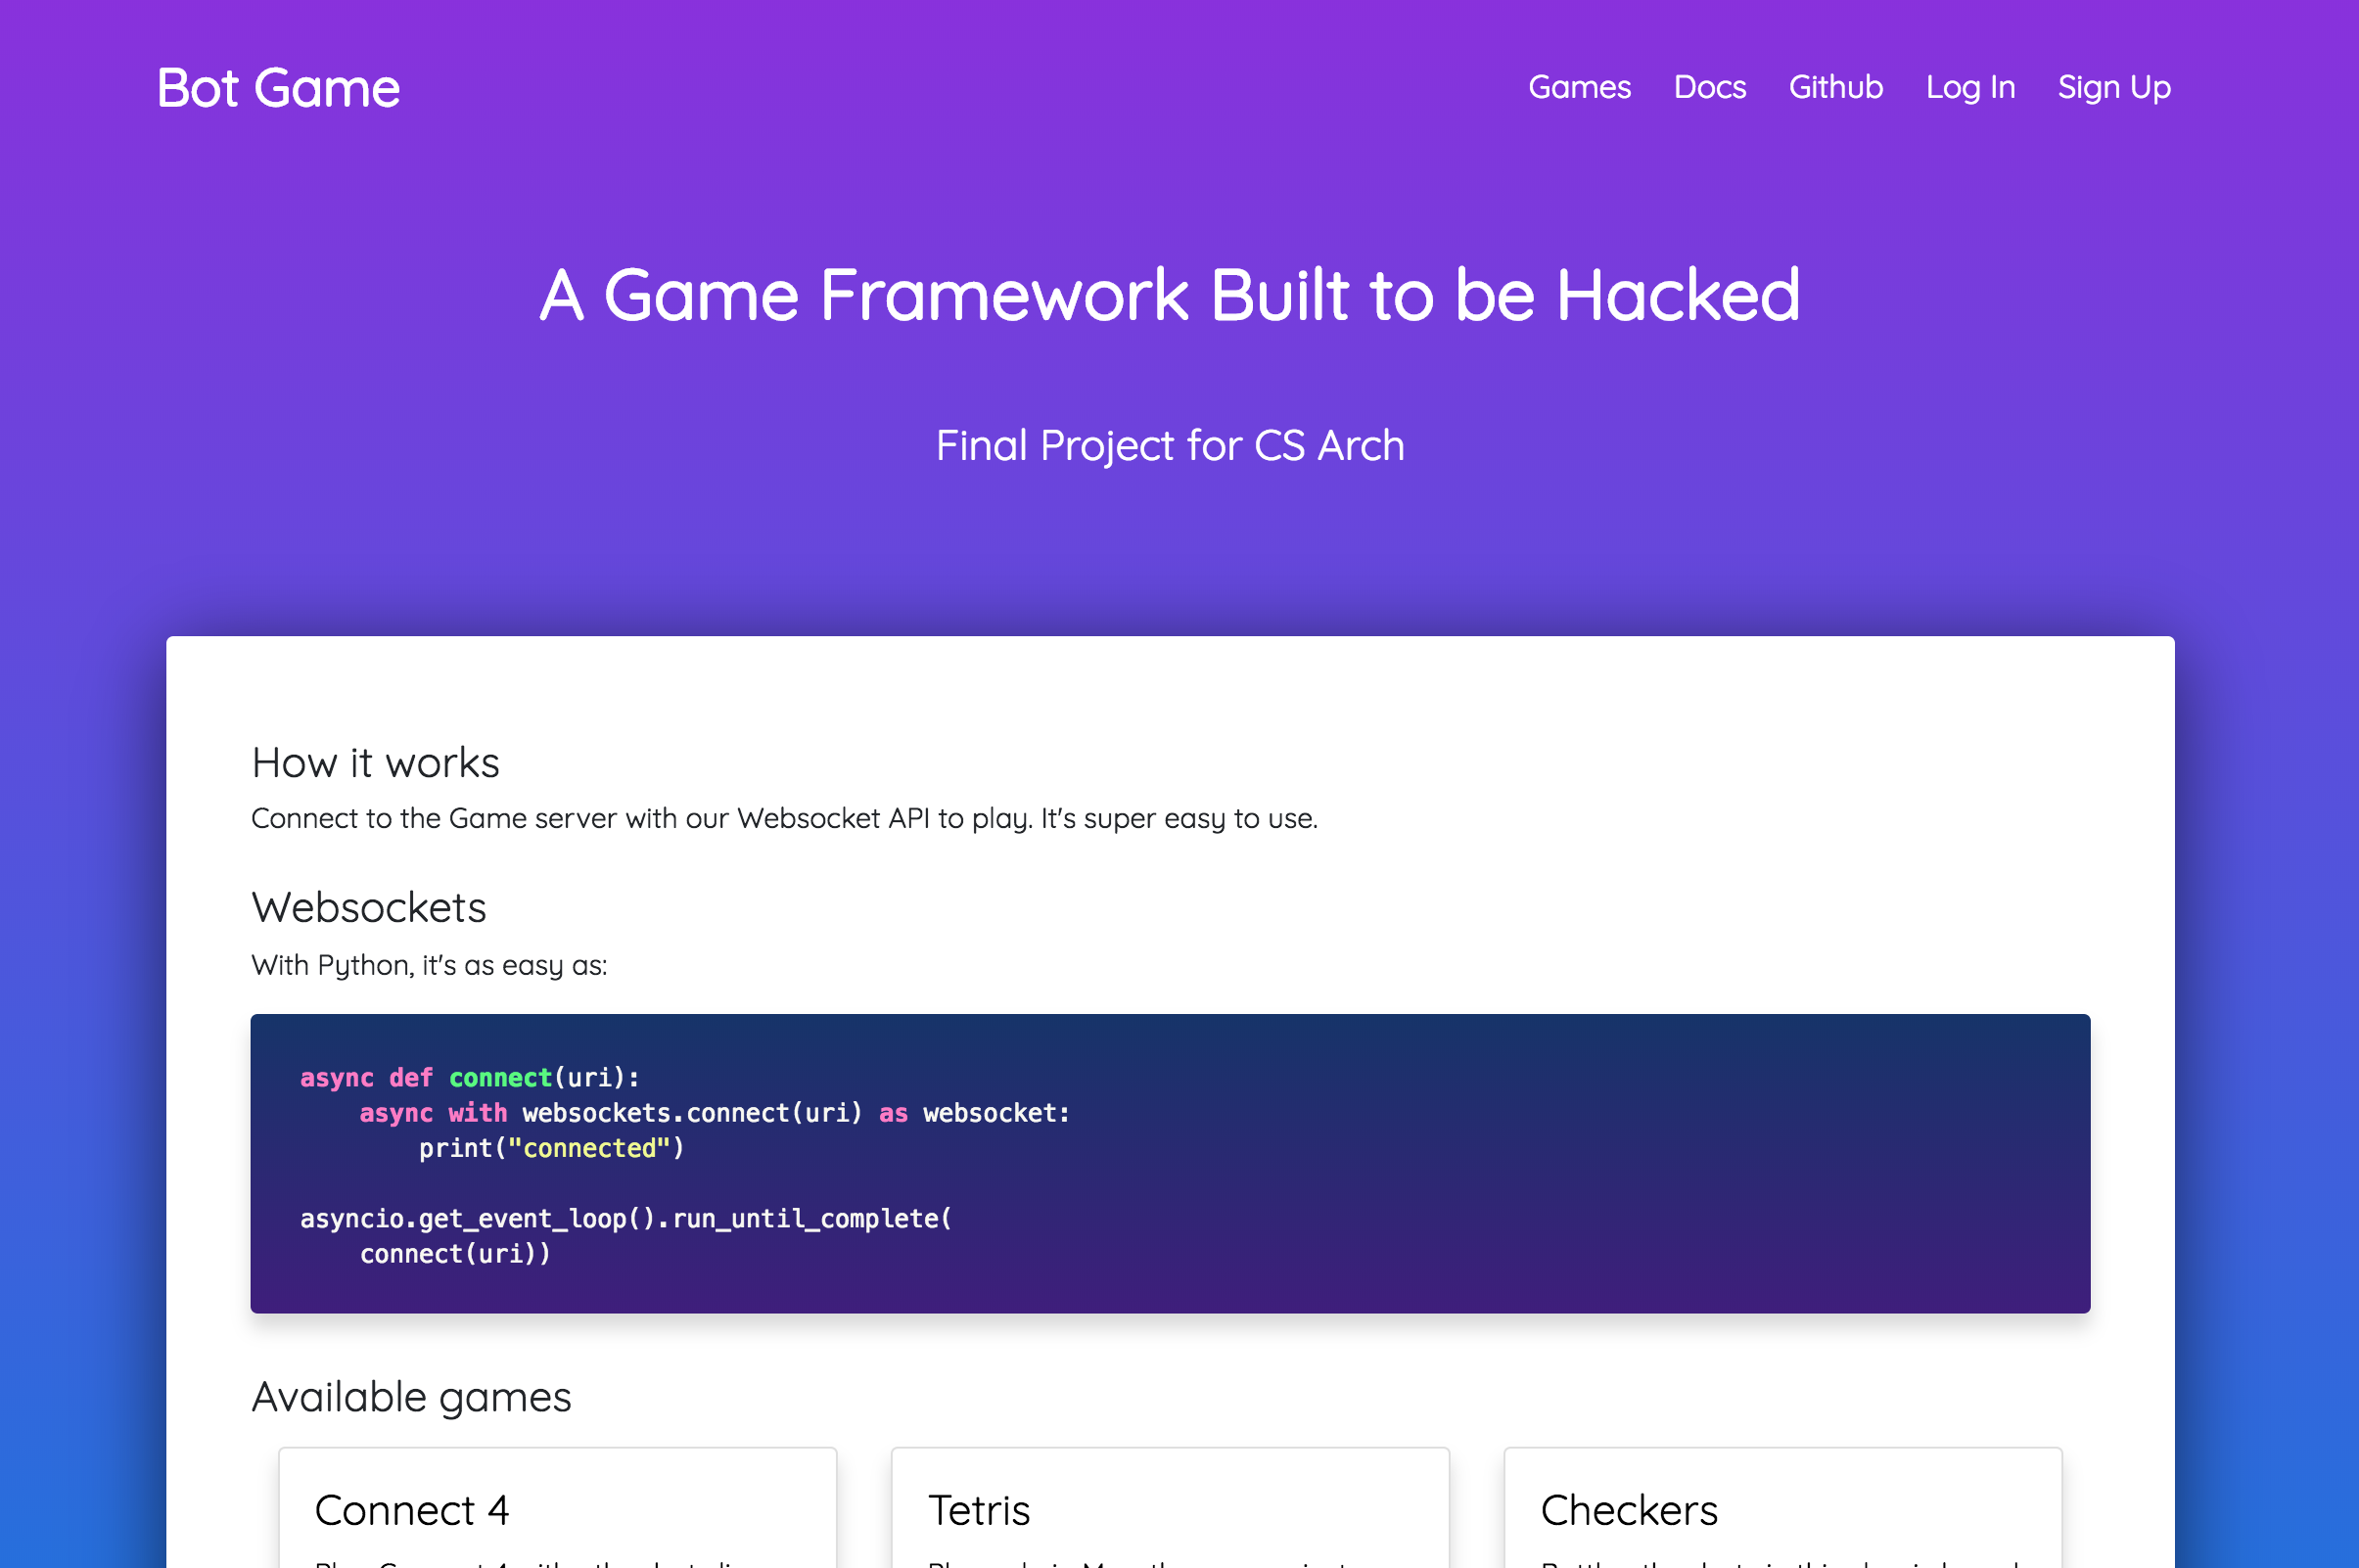 Bot Game
Games Docs Github Log In Sign Up
A Game Framework Built to be Hacked
Final Project for CS Arch
How it works
Connect to the Game server with our Websocket API to play. It's super easy to use.
Websockets
With Python, it's as easy as:
async def connect(uri):
    async with websockets.connect(uri) as websocket:
        print("connected")
asyncio.get_event_loop().run_until_complete(
    connect(uri))
Available games
Connect 4
Tetris
Checkers